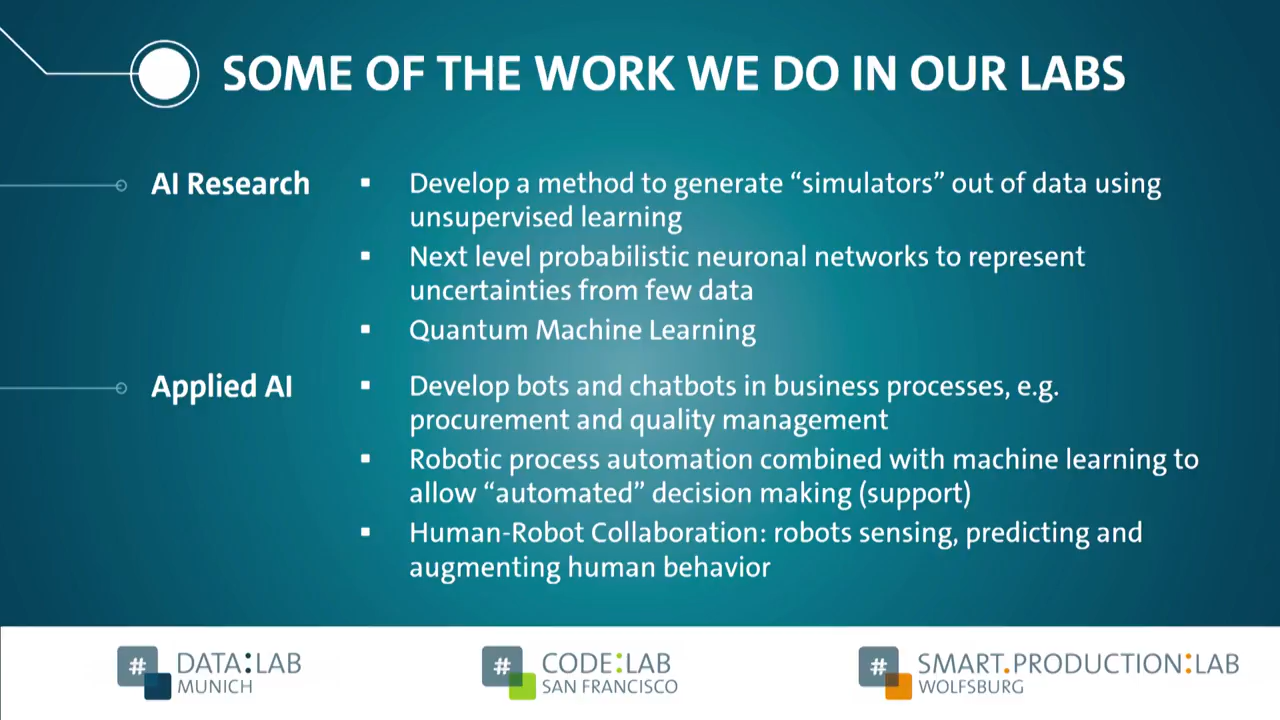 SOME OF THE WORK WE DO IN OUR LABS
AI Research
▪ Develop a method to generate “simulators” out of data using
unsupervised learning
▪ Next level probabilistic neuronal networks to represent
uncertainties from few data
▪ Quantum Machine Learning
Applied AI
▪ Develop bots and chatbots in business processes, e.g.
procurement and quality management
▪ Robotic process automation combined with machine learning to
allow “automated” decision making (support)
▪ Human-Robot Collaboration: robots sensing, predicting and
augmenting human behavior
# DATA:LAB
MUNICH
# CODE:LAB
SAN FRANCISCO
# SMART.PRODUCTION:LAB
WOLFSBURG